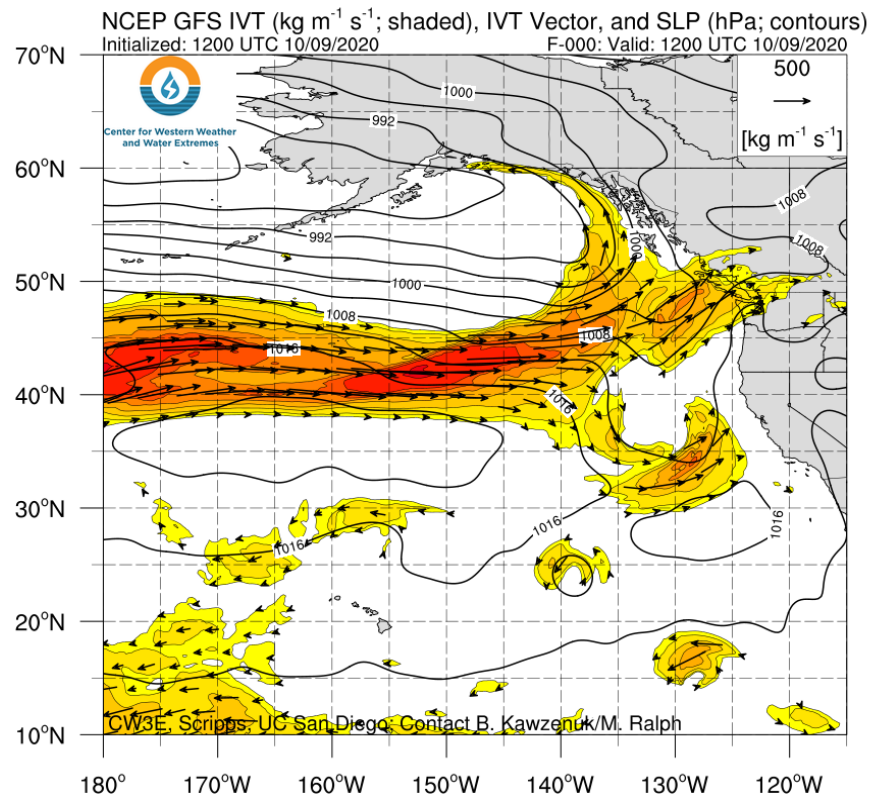 NCEP GFS IVT (kg m⁻¹ s⁻¹; shaded), IVT Vector, and SLP (hPa; contours)
Initialized: 1200 UTC 10/09/2020 F-000: Valid: 1200 UTC 10/09/2020
70°N
500
[kg m⁻¹ s⁻¹]
Center for Western Weather
and Water Extremes
1000
992
60°N
1008
1008
992
1000
50°N
1000
1008
1008
1016
40°N
1016
30°N
1016
1016
1016
20°N
CW3E, Scripps, UC San Diego; Contact B. Kawzenuk/M. Ralph
10°N
180° 170°W 160°W 150°W 140°W 130°W 120°W